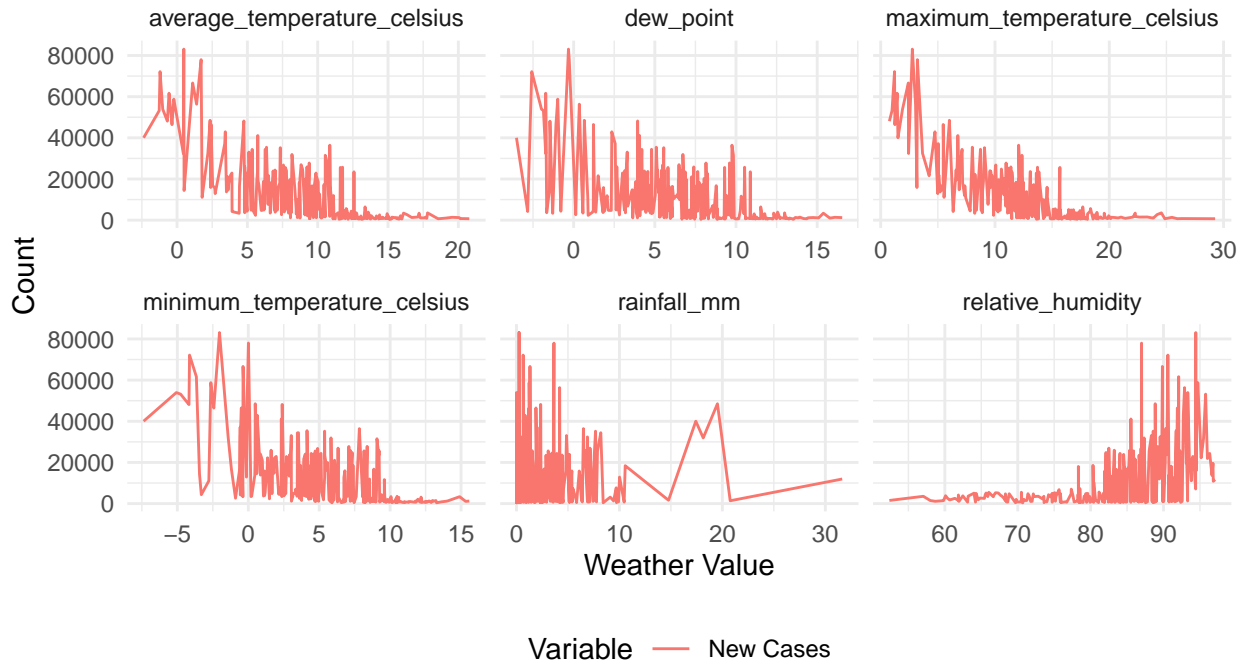 average_temperature_celsius dew_point maximum_temperature_celsius
80000
60000
40000
20000
0
0 5 10 15 20 0 5 10 15 0 10 20 30
Count
minimum_temperature_celsius rainfall_mm relative_humidity
80000
60000
40000
20000
0
−5 0 5 10 15 0 10 20 30 60 70 80 90
Weather Value
Variable New Cases